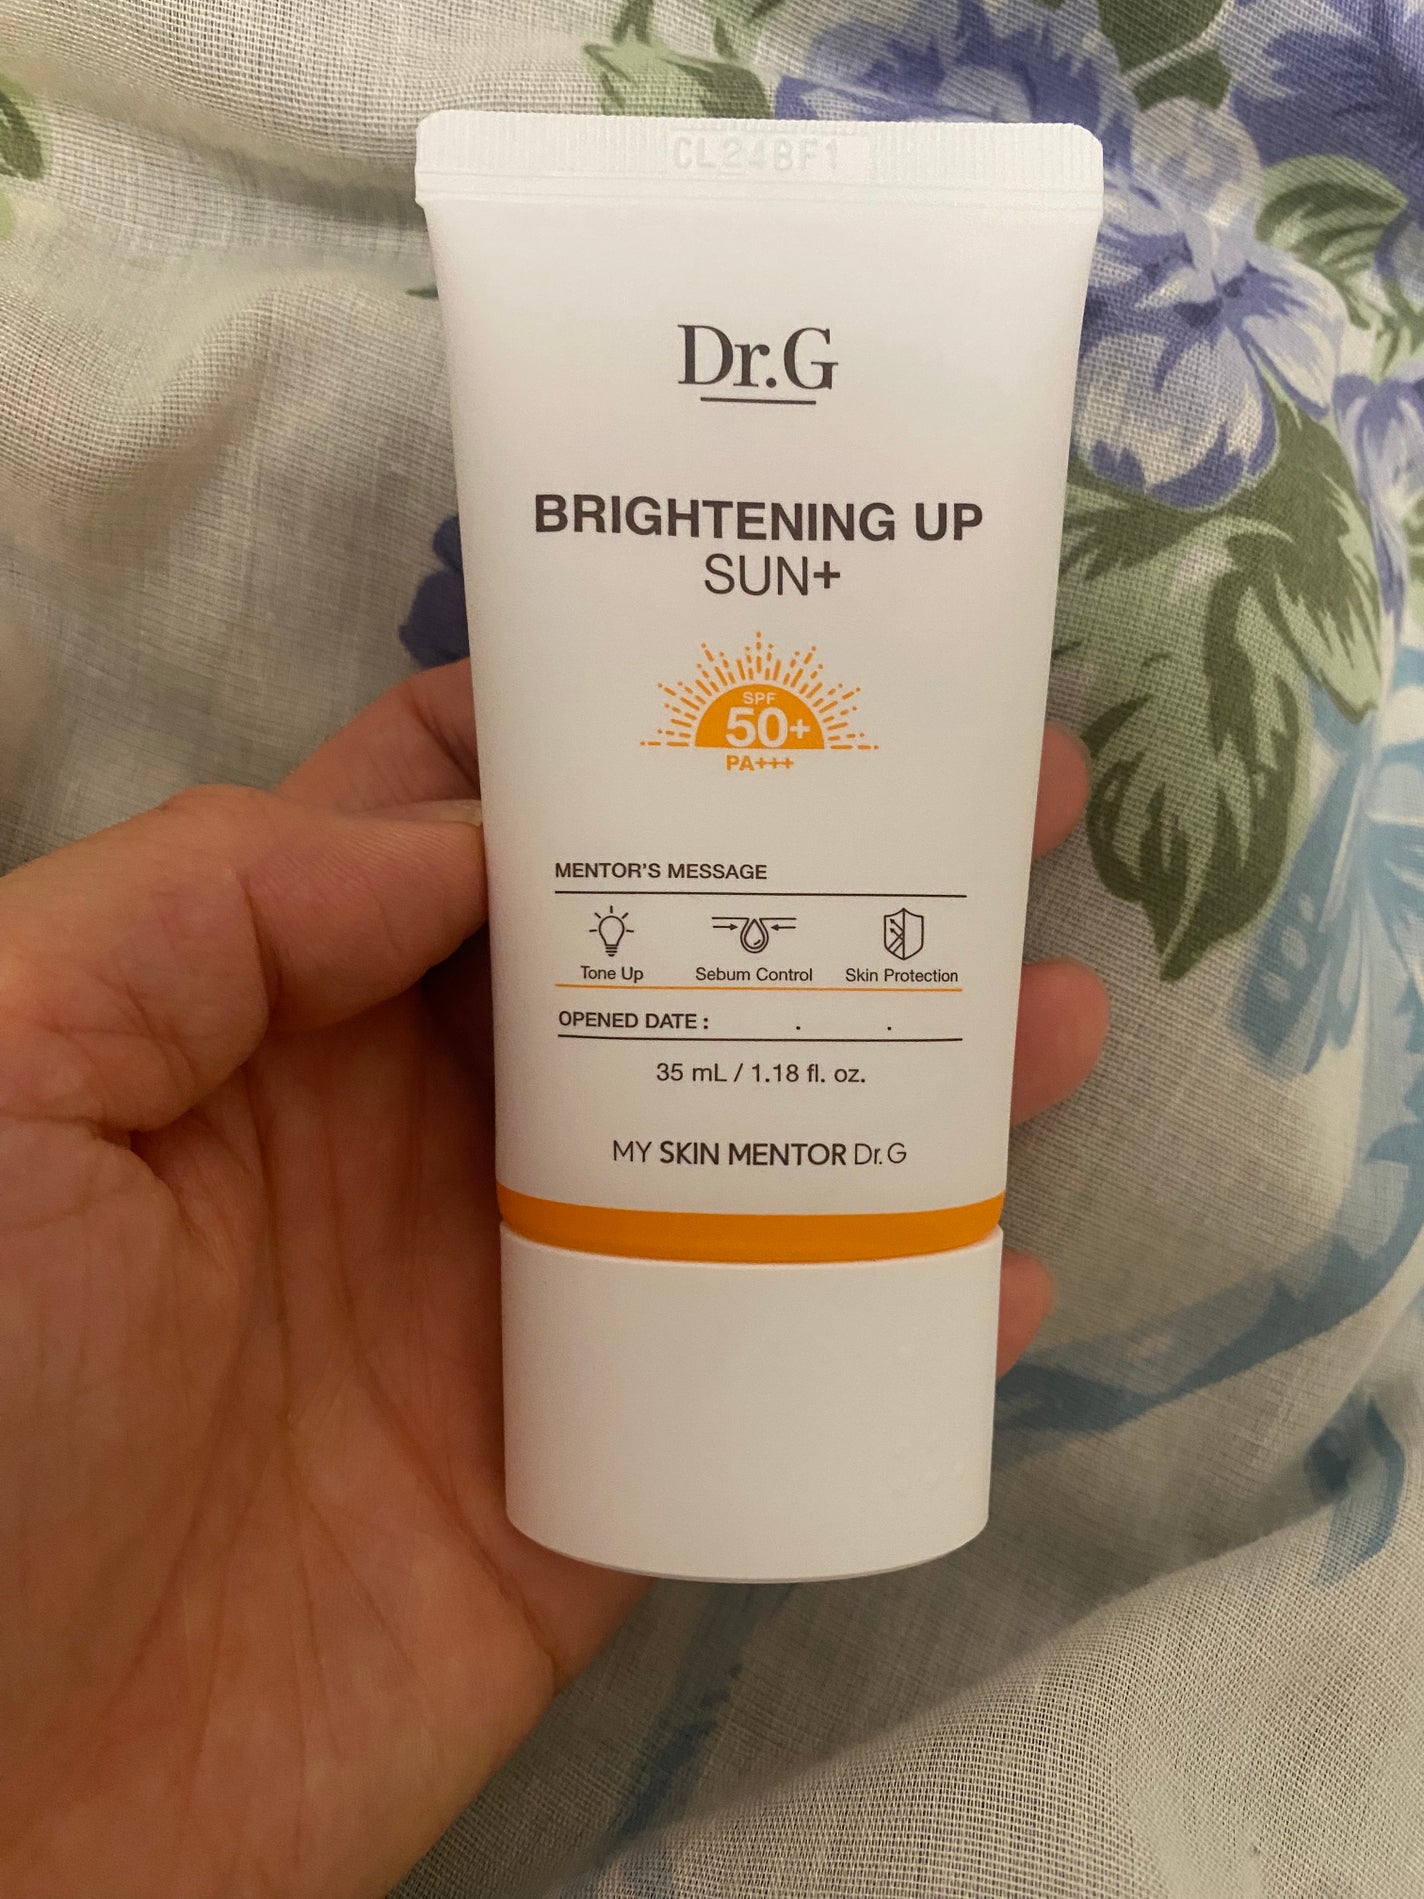 CL24BF1
Dr.G
BRIGHTENING UP
SUN+
SPF
50+
PA+++
MENTOR'S MESSAGE
Tone Up Sebum Control Skin Protection
OPENED DATE : . .
35 mL / 1.18 fl. oz.
MY SKIN MENTOR Dr.G